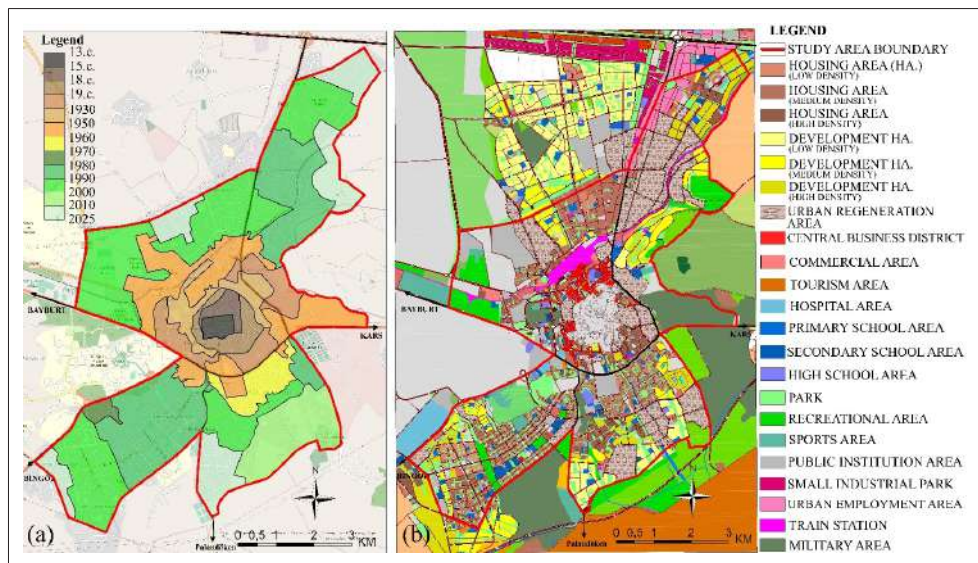 Legend
13.c.
15.c.
18.c.
19.c.
1930
1950
1960
1970
1980
1990
2000
2010
2025
BAYBURT
KARS
N
(a)
0 0,5 1 2 3
KM
BAYBURT
KARS
N
(b)
0 0,5 1 2 3
KM
LEGEND
STUDY AREA BOUNDARY
HOUSING AREA (HA.)
(LOW DENSITY)
HOUSING AREA
(MEDIUM DENSITY)
HOUSING AREA
(HIGH DENSITY)
DEVELOPMENT HA.
(LOW DENSITY)
DEVELOPMENT HA.
(MEDIUM DENSITY)
DEVELOPMENT HA.
(HIGH DENSITY)
URBAN REGENERATION
AREA
CENTRAL BUSINESS DISTRICT
COMMERCIAL AREA
TOURISM AREA
HOSPITAL AREA
PRIMARY SCHOOL AREA
SECONDARY SCHOOL AREA
HIGH SCHOOL AREA
PARK
RECREATIONAL AREA
SPORTS AREA
PUBLIC INSTITUTION AREA
SMALL INDUSTRIAL PARK
URBAN EMPLOYMENT AREA
TRAIN STATION
MILITARY AREA